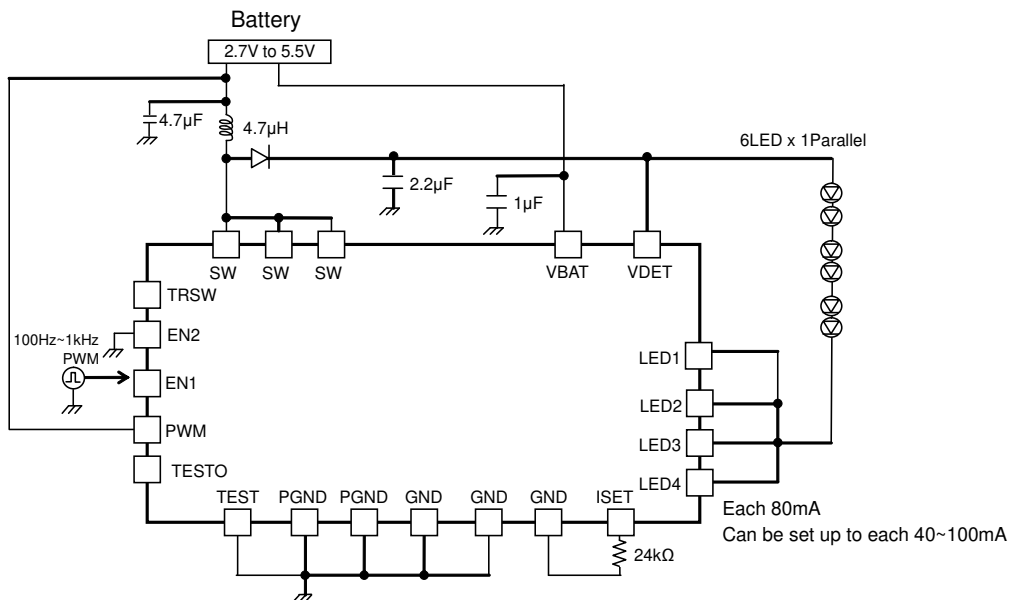 Battery
2.7V to 5.5V
4.7µF
4.7µH
6LED x 1Parallel
2.2µF
1µF
SW
SW
SW
VBAT
VDET
TRSW
100Hz~1kHz
PWM
EN2
EN1
PWM
TESTO
LED1
LED2
LED3
LED4
TEST
PGND
PGND
GND
GND
GND
ISET
24kΩ
Each 80mA
Can be set up to each 40~100mA